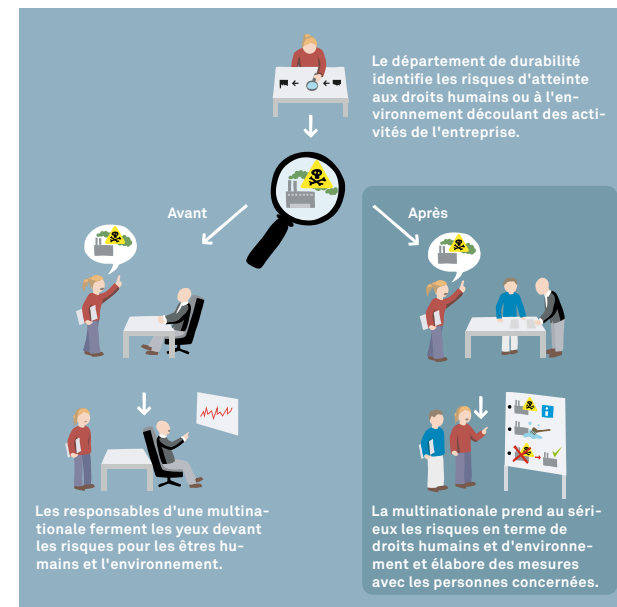 Le département de durabilité
identifie les risques d'atteinte
aux droits humains ou à l'en-
vironnement découlant des acti-
vités de l'entreprise.
Avant
Après
Les responsables d'une multina-
tionale ferment les yeux devant
les risques pour les êtres hu-
mains et l'environnement.
La multinationale prend au séri-
eux les risques en terme de
droits humains et d'environne-
ment et élabore des mesures
avec les personnes concernées.